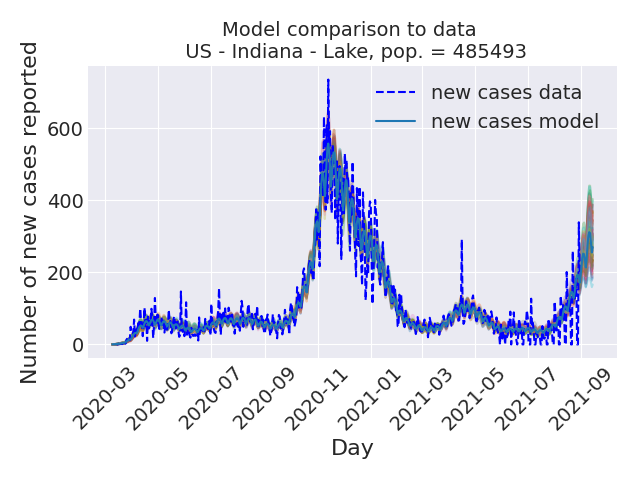 Model comparison to data
US - Indiana - Lake, pop. = 485493
new cases data
new cases model
Number of new cases reported
600
400
200
0
2020-03
2020-05
2020-07
2020-09
2020-11
2021-01
2021-03
2021-05
2021-07
2021-09
Day